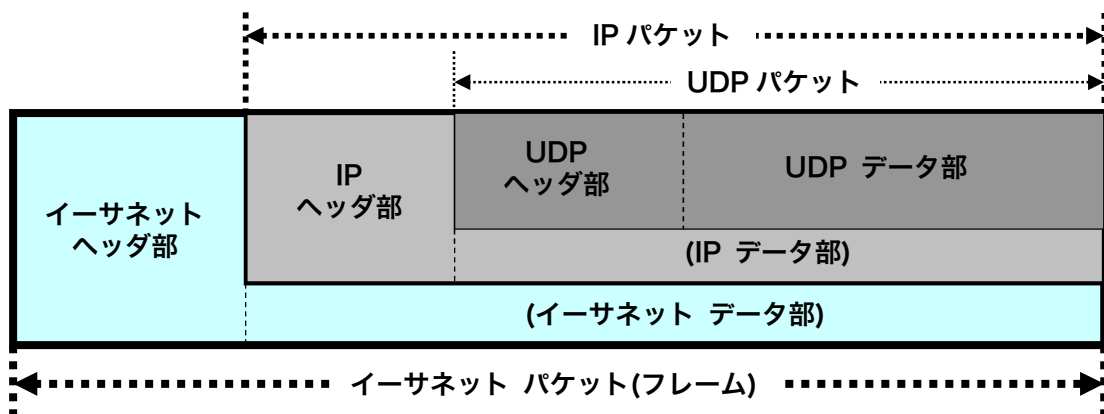 IP パケット
UDP パケット
イーサネット
ヘッダ部
IP
ヘッダ部
UDP
ヘッダ部
UDP データ部
(IP データ部)
(イーサネット データ部)
イーサネット パケット(フレーム)